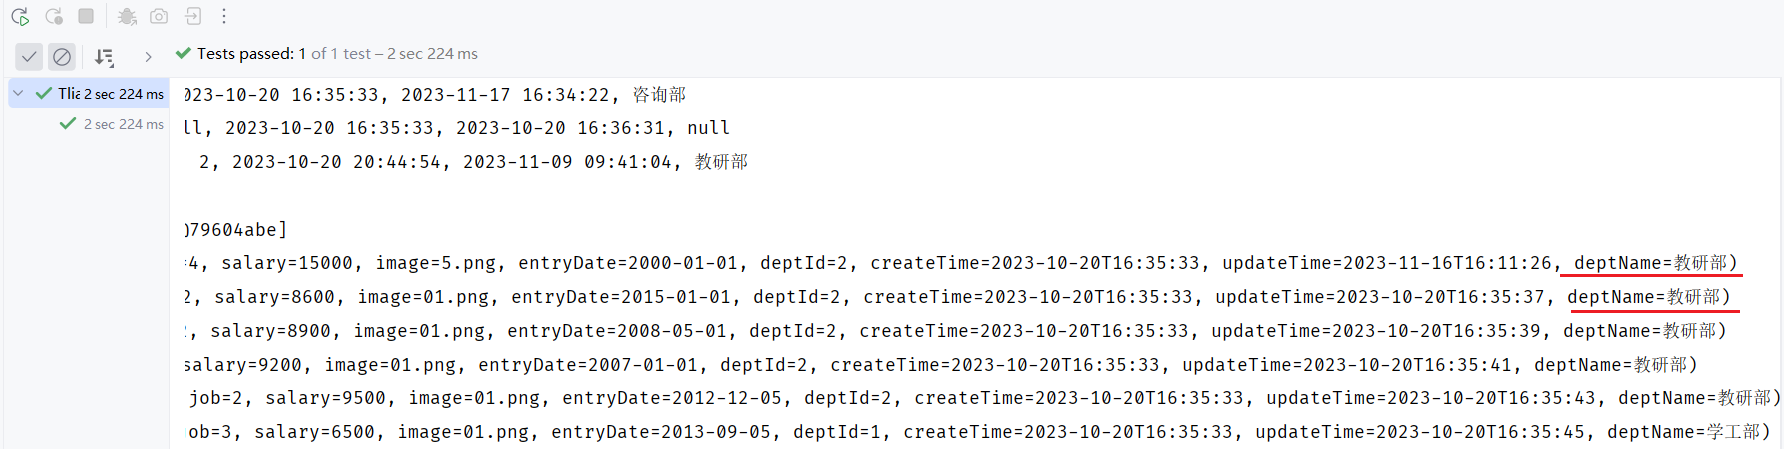 Tests passed: 1 of 1 test – 2 sec 224 ms
Tlia 2 sec 224 ms
2 sec 224 ms
023-10-20 16:35:33, 2023-11-17 16:34:22, 咨询部
ll, 2023-10-20 16:35:33, 2023-10-20 16:36:31, null
2, 2023-10-20 20:44:54, 2023-11-09 09:41:04, 教研部
79604abe]
=4, salary=15000, image=5.png, entryDate=2000-01-01, deptId=2, createTime=2023-10-20T16:35:33, updateTime=2023-11-16T16:11:26, deptName=教研部)
2, salary=8600, image=01.png, entryDate=2015-01-01, deptId=2, createTime=2023-10-20T16:35:33, updateTime=2023-10-20T16:35:37, deptName=教研部)
, salary=8900, image=01.png, entryDate=2008-05-01, deptId=2, createTime=2023-10-20T16:35:33, updateTime=2023-10-20T16:35:39, deptName=教研部)
salary=9200, image=01.png, entryDate=2007-01-01, deptId=2, createTime=2023-10-20T16:35:33, updateTime=2023-10-20T16:35:41, deptName=教研部)
job=2, salary=9500, image=01.png, entryDate=2012-12-05, deptId=2, createTime=2023-10-20T16:35:33, updateTime=2023-10-20T16:35:43, deptName=教研部)
job=3, salary=6500, image=01.png, entryDate=2013-09-05, deptId=1, createTime=2023-10-20T16:35:33, updateTime=2023-10-20T16:35:45, deptName=学工部)